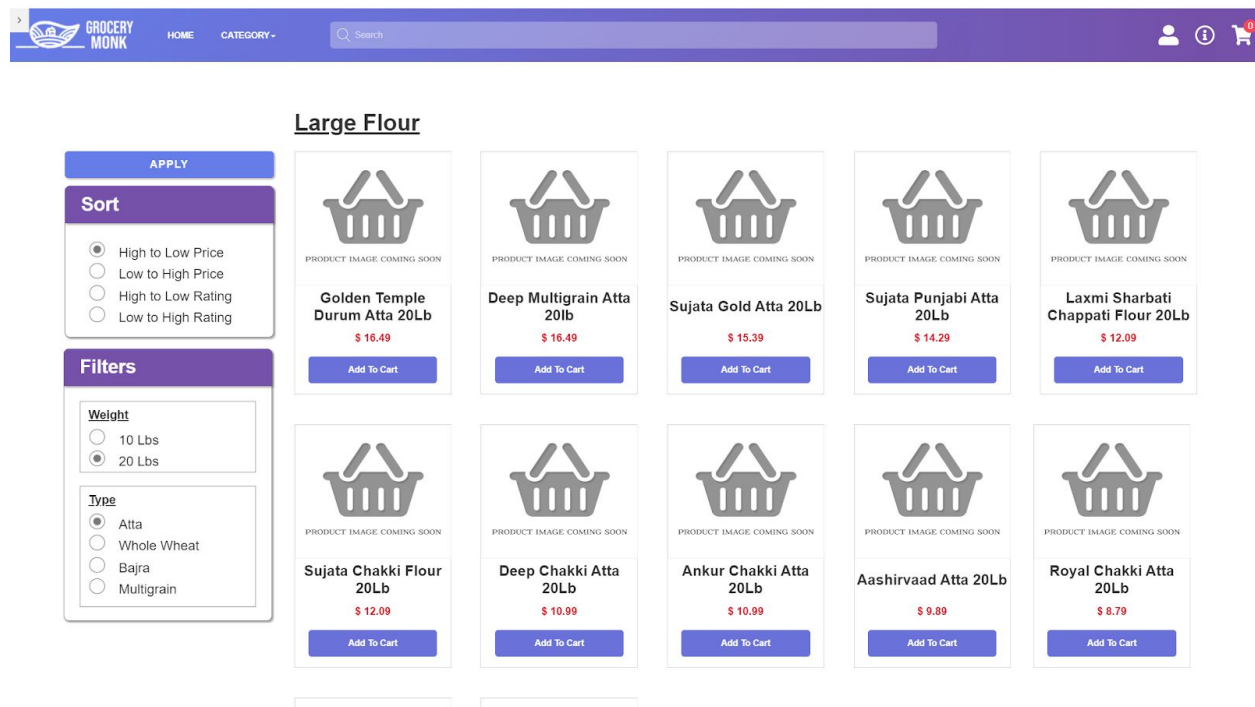 >
GROCERY
MONK
HOME
CATEGORY
Search
0
Large Flour
APPLY
Sort
High to Low Price
Low to High Price
High to Low Rating
Low to High Rating
Filters
Weight
10 Lbs
20 Lbs
Type
Atta
Whole Wheat
Bajra
Multigrain
PRODUCT IMAGE COMING SOON
Golden Temple
Durum Atta 20Lb
$ 16.49
Add To Cart
PRODUCT IMAGE COMING SOON
Deep Multigrain Atta
20lb
$ 16.49
Add To Cart
PRODUCT IMAGE COMING SOON
Sujata Gold Atta 20Lb
$ 15.39
Add To Cart
PRODUCT IMAGE COMING SOON
Sujata Punjabi Atta
20Lb
$ 14.29
Add To Cart
PRODUCT IMAGE COMING SOON
Laxmi Sharbati
Chappati Flour 20Lb
$ 12.09
Add To Cart
PRODUCT IMAGE COMING SOON
Sujata Chakki Flour
20Lb
$ 12.09
Add To Cart
PRODUCT IMAGE COMING SOON
Deep Chakki Atta
20Lb
$ 10.99
Add To Cart
PRODUCT IMAGE COMING SOON
Ankur Chakki Atta
20Lb
$ 10.99
Add To Cart
PRODUCT IMAGE COMING SOON
Aashirvaad Atta 20Lb
$ 9.89
Add To Cart
PRODUCT IMAGE COMING SOON
Royal Chakki Atta
20Lb
$ 8.79
Add To Cart